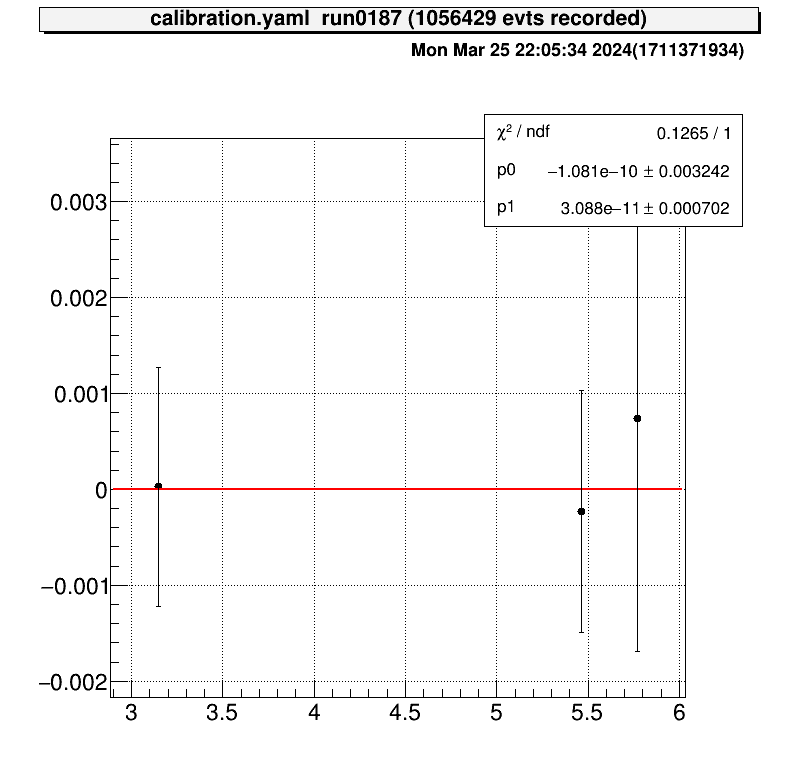 calibration.yaml run0187 (1056429 evts recorded)
Mon Mar 25 22:05:34 2024(1711371934)
χ² / ndf 0.1265 / 1
p0 −1.081e−10 ± 0.003242
p1 3.088e−11 ± 0.000702
0.003
0.002
0.001
0
−0.001
−0.002
3 3.5 4 4.5 5 5.5 6